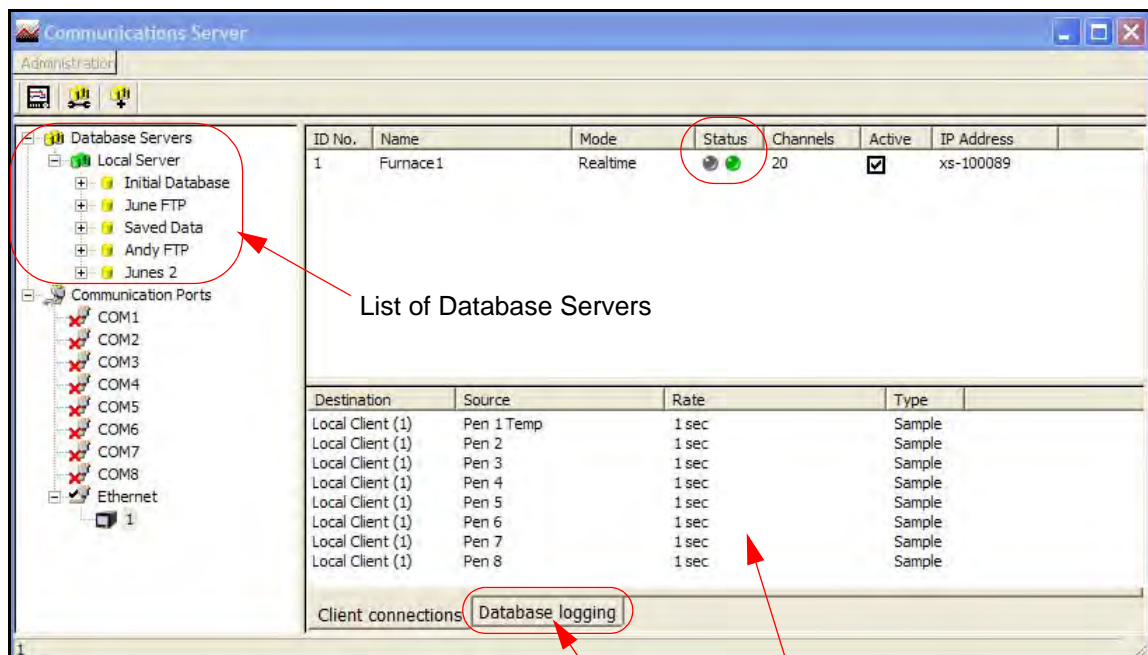 Communications Server
Administration
Database Servers
Local Server
Initial Database
June FTP
Saved Data
Andy FTP
Junes 2
Communication Ports
COM1
COM2
COM3
COM4
COM5
COM6
COM7
COM8
Ethernet
1
ID No. Name Mode Status Channels Active IP Address
1 Furnace1 Realtime 20 xs-100089
List of Database Servers
Destination Source Rate Type
Local Client (1) Pen 1 Temp 1 sec Sample
Local Client (1) Pen 2 1 sec Sample
Local Client (1) Pen 3 1 sec Sample
Local Client (1) Pen 4 1 sec Sample
Local Client (1) Pen 5 1 sec Sample
Local Client (1) Pen 6 1 sec Sample
Local Client (1) Pen 7 1 sec Sample
Local Client (1) Pen 8 1 sec Sample
Client connections Database logging
1